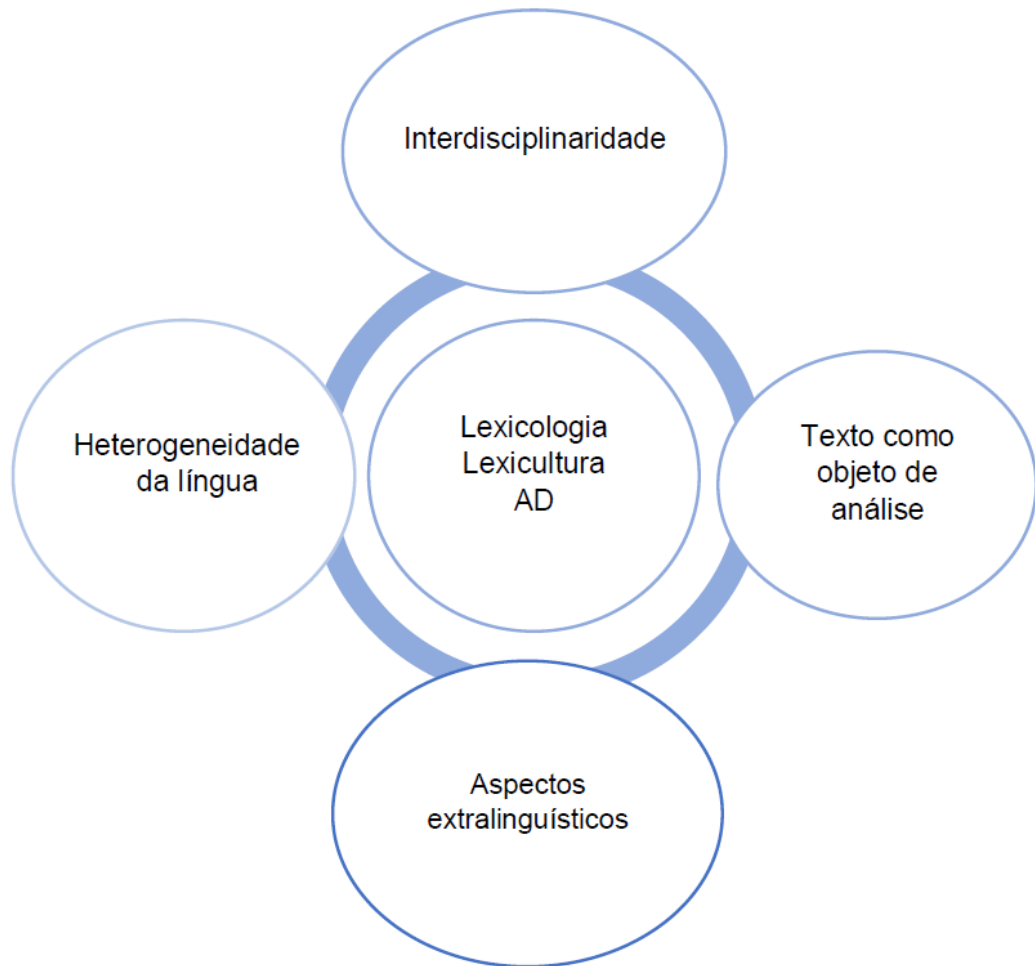 Interdisciplinaridade
Heterogeneidade
da língua
Lexicologia
Lexicultura
AD
Texto como
objeto de
análise
Aspectos
extralinguísticos